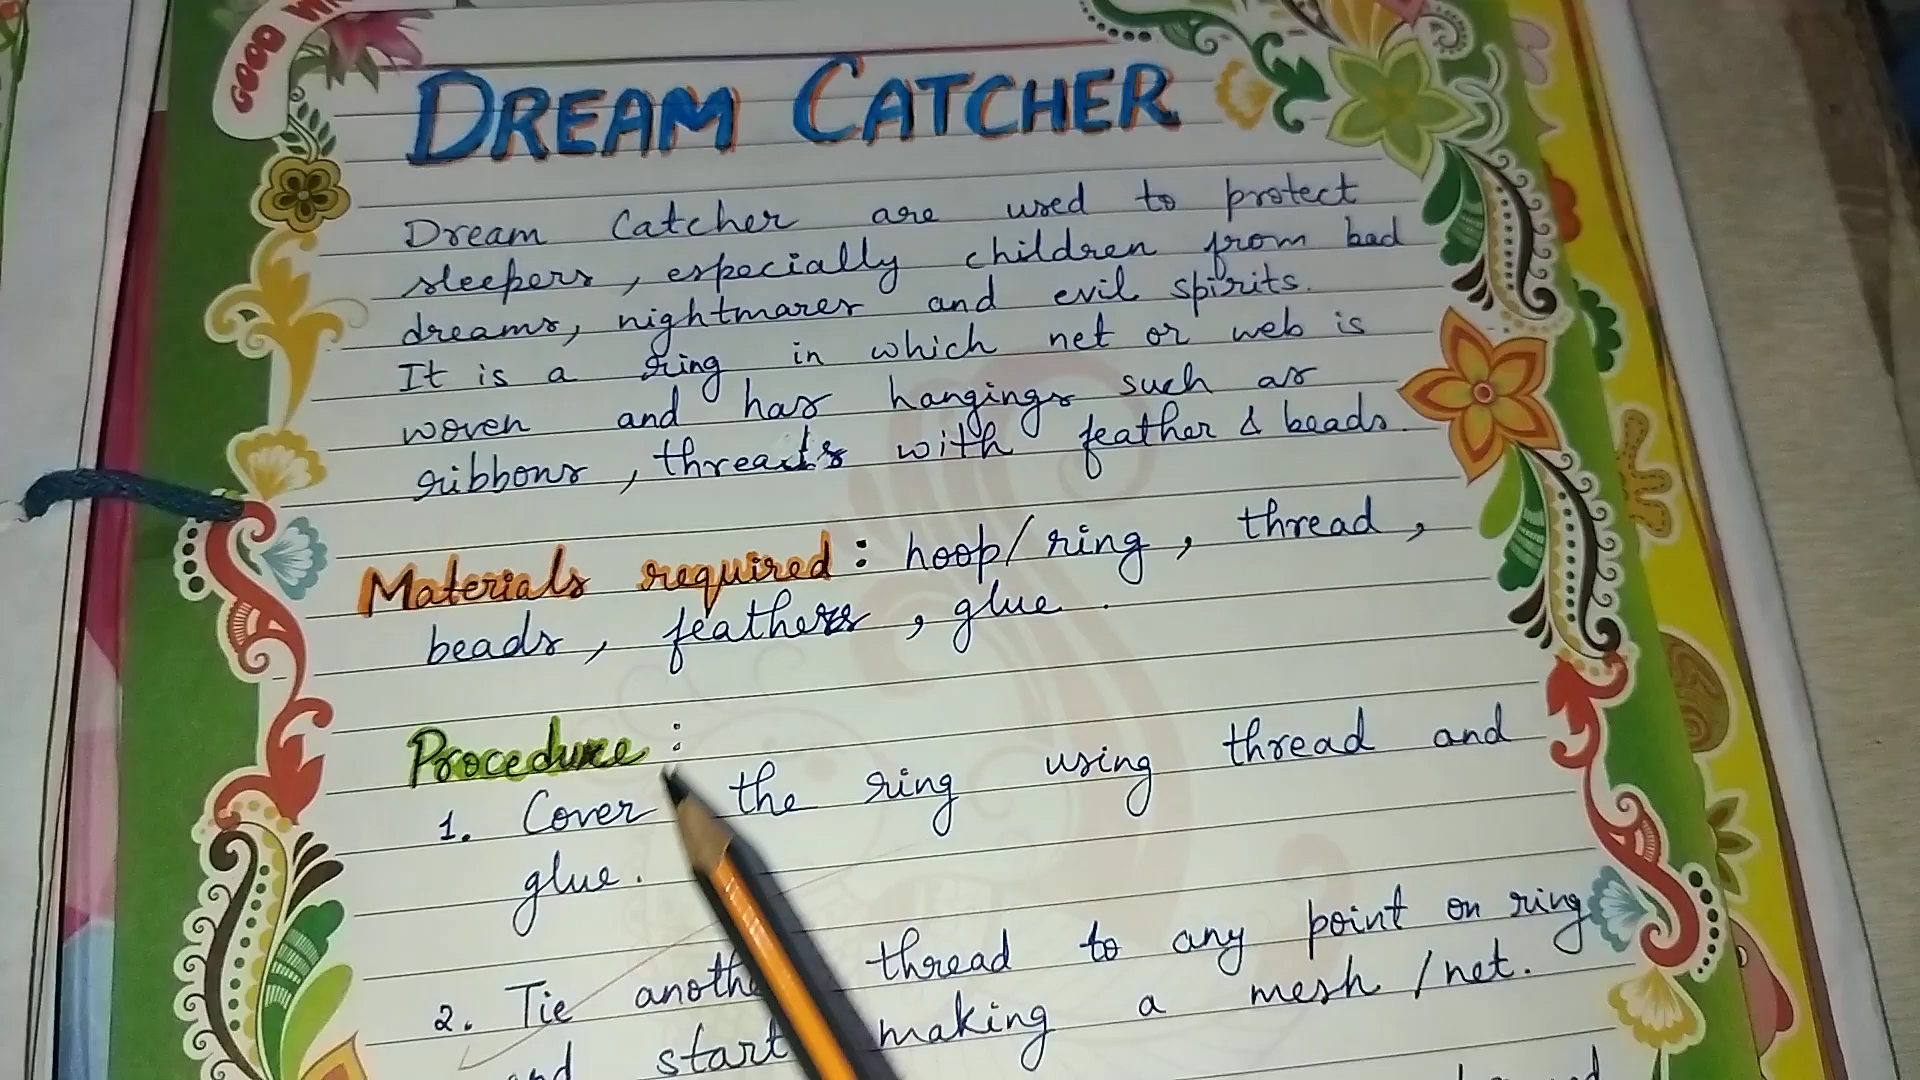 GOOD
DREAM CATCHER
Dream Catcher are used to protect
sleepers, especially children from bad
dreams, nightmares and evil spirits.
It is a ring in which net or web is
woven and has hangings such as
ribbons, threads with feather & beads.
Materials required: hoop/ring, thread,
beads, feathers, glue.
Procedure:
1. Cover the ring using thread and
glue.
2. Tie thread to any point on ring
and start making a mesh/net.